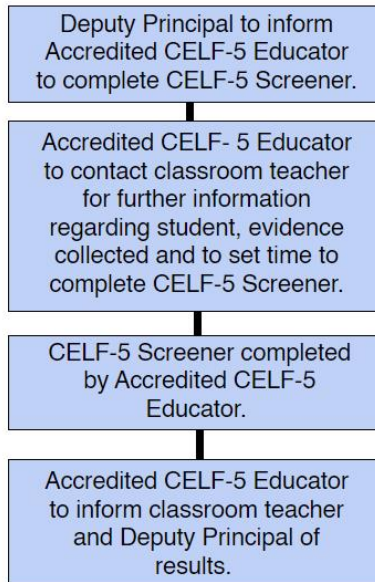 Deputy Principal to inform
Accredited CELF-5 Educator
to complete CELF-5 Screener.
Accredited CELF- 5 Educator
to contact classroom teacher
for further information
regarding student, evidence
collected and to set time to
complete CELF-5 Screener.
CELF-5 Screener completed
by Accredited CELF-5
Educator.
Accredited CELF-5 Educator
to inform classroom teacher
and Deputy Principal of
results.